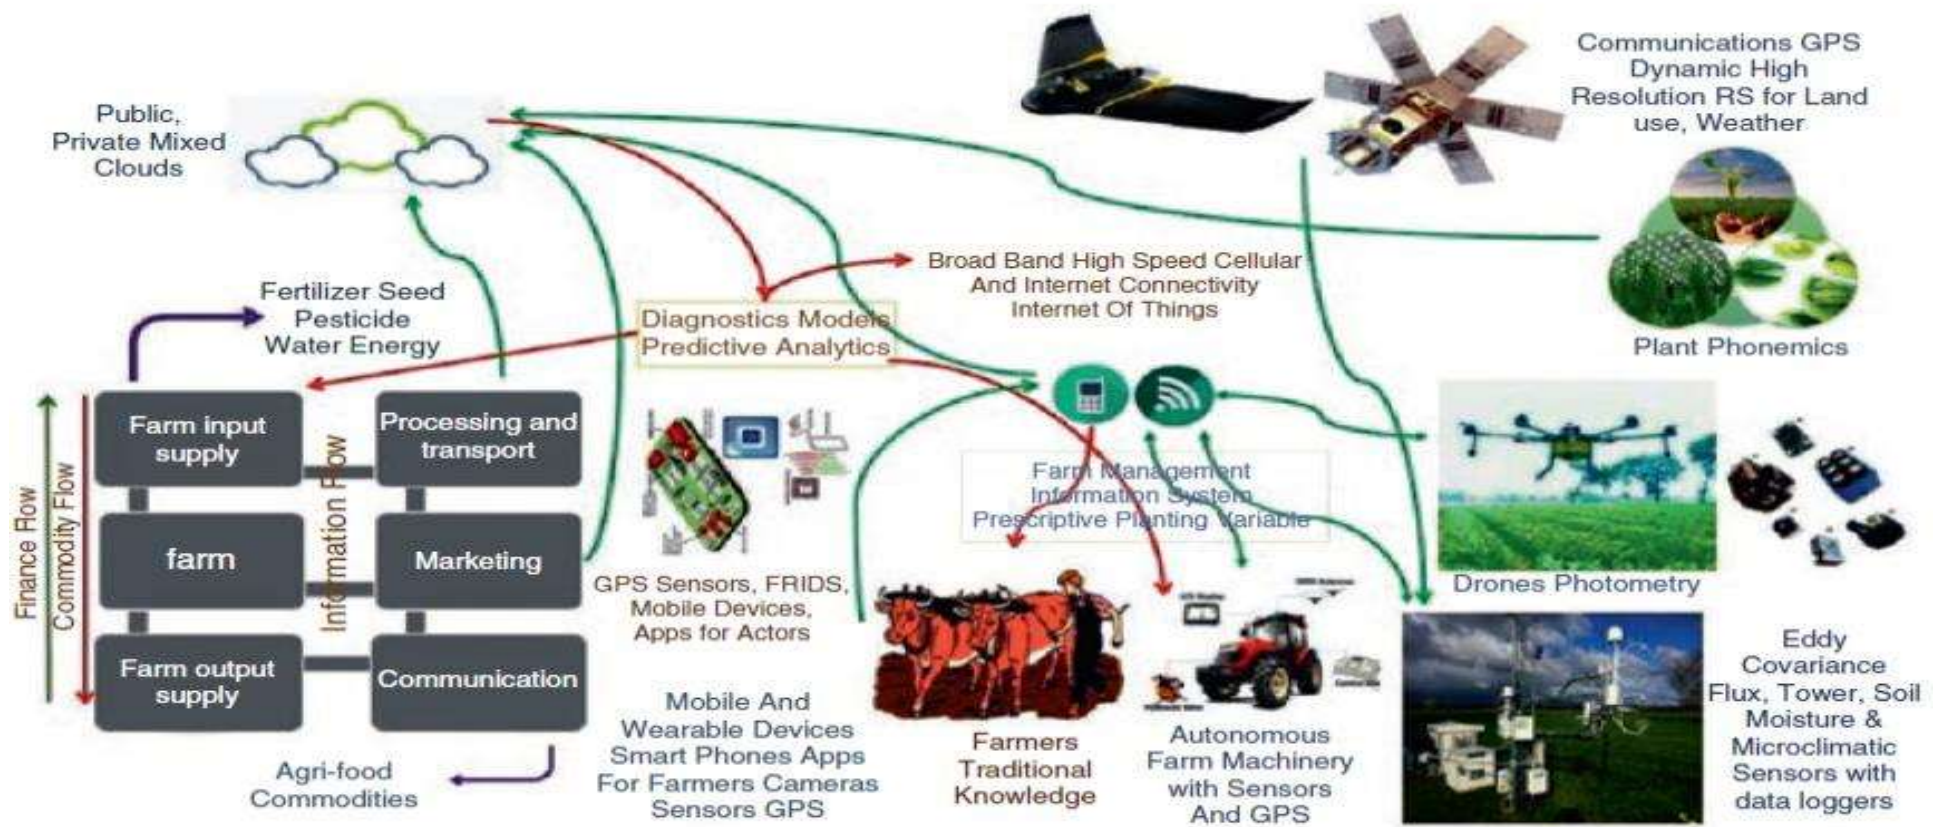 Public,
Private Mixed
Clouds
Communications GPS
Dynamic High
Resolution RS for Land
use, Weather
Broad Band High Speed Cellular
And Internet Connectivity
Internet Of Things
Plant Phonemics
Fertilizer Seed
Pesticide
Water Energy
Diagnostics Models
Predictive Analytics
Finance Flow
Commodity Flow
Farm input
supply
Processing and
transport
Information Flow
farm
Marketing
Farm output
supply
Communication
Agri-food
Commodities
GPS Sensors, FRIDS,
Mobile Devices,
Apps for Actors
Mobile And
Wearable Devices
Smart Phones Apps
For Farmers Cameras
Sensors GPS
Farm Management
Information System
Prescriptive Planting Variable
Farmers
Traditional
Knowledge
Autonomous
Farm Machinery
with Sensors
And GPS
Drones Photometry
Eddy
Covariance
Flux, Tower, Soil
Moisture &
Microclimatic
Sensors with
data loggers